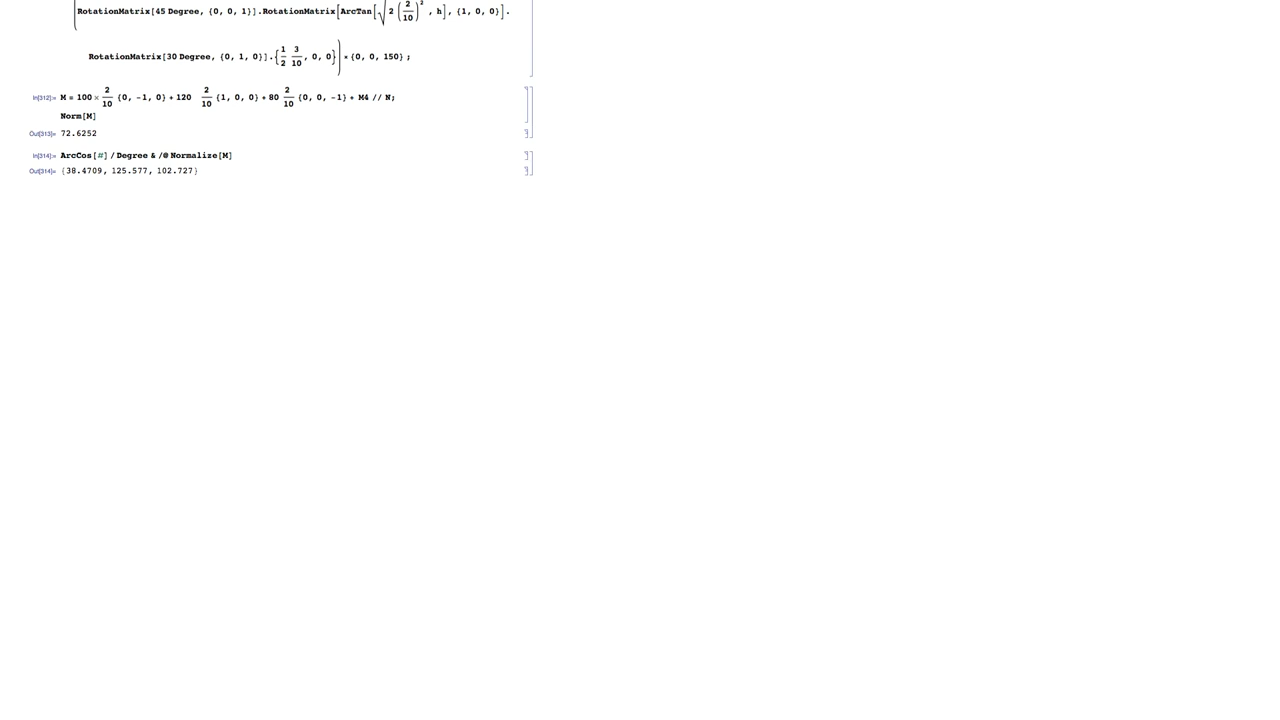 RotationMatrix[45 Degree, {0, 0, 1}].RotationMatrix[ArcTan[√2 (2/10)^2, h], {1, 0, 0}].
RotationMatrix[30 Degree, {0, 1, 0}].{1/2 3/10, 0, 0}) × {0, 0, 150};
In[312]:= M = 100 × 2/10 {0, -1, 0} + 120 2/10 {1, 0, 0} + 80 2/10 {0, 0, -1} + M4 // N;
Norm[M]
Out[313]= 72.6252
In[314]:= ArcCos[#] / Degree & /@ Normalize[M]
Out[314]= {38.4709, 125.577, 102.727}